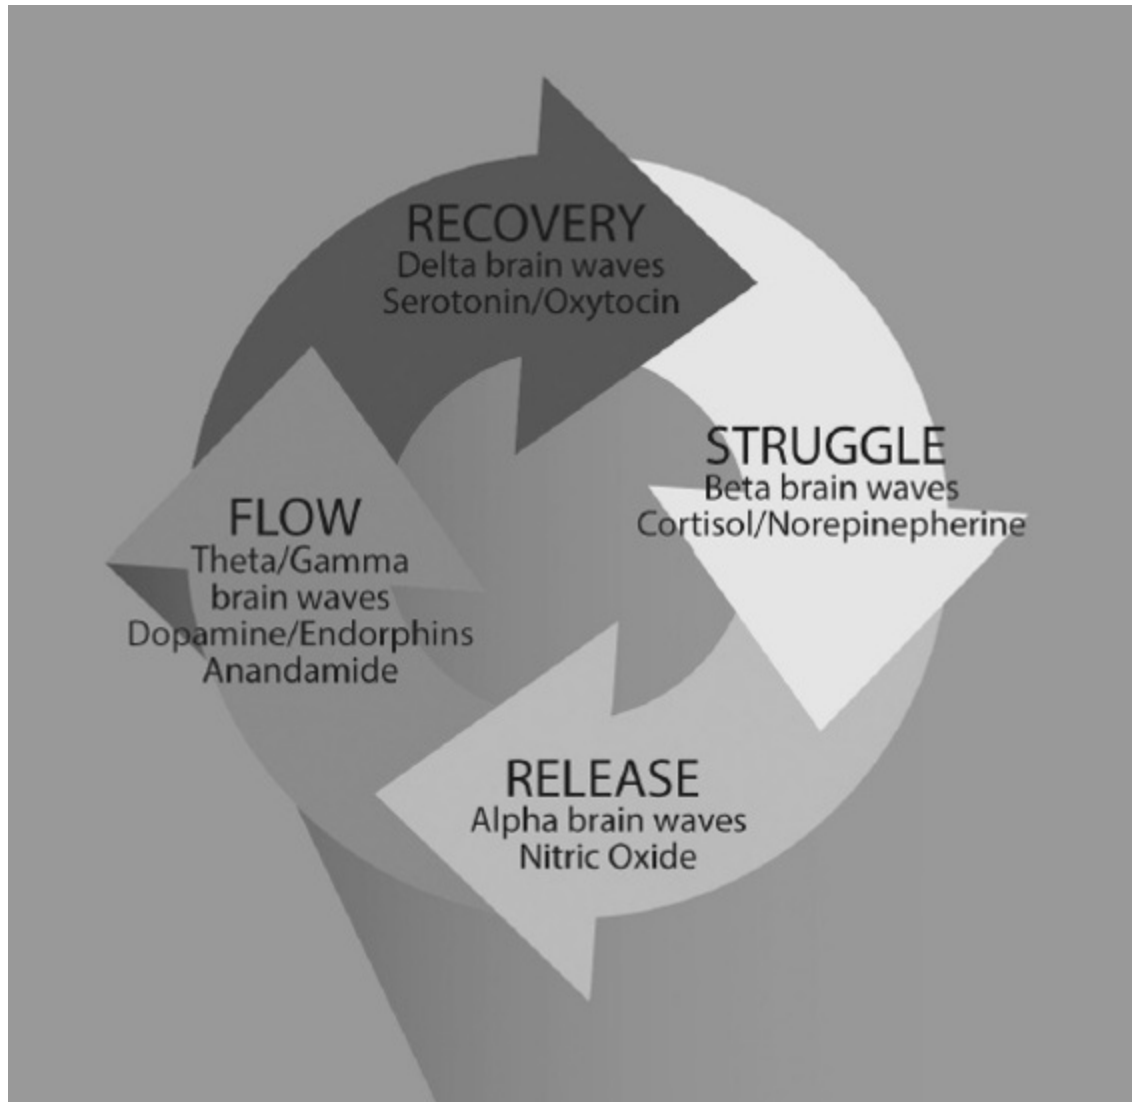 RECOVERY
Delta brain waves
Serotonin/Oxytocin
STRUGGLE
Beta brain waves
Cortisol/Norepinepherine
FLOW
Theta/Gamma
brain waves
Dopamine/Endorphins
Anandamide
RELEASE
Alpha brain waves
Nitric Oxide